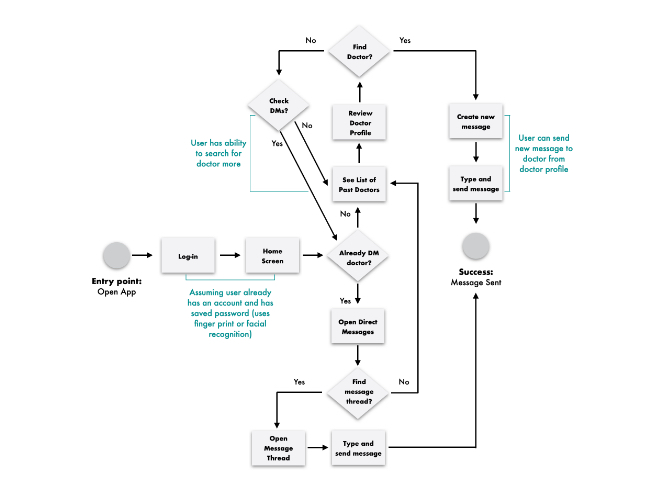 No
Find
Doctor?
Yes
Check
DMs?
No
Yes
User has ability
to search for
doctor more
Review
Doctor
Profile
Create new
message
User can send
new message to
doctor from
doctor profile
See List of
Past Doctors
Type and
send message
No
Log-in
Home
Screen
Already DM
doctor?
Entry point:
Open App
Success:
Message Sent
Assuming user already
has an account and has
saved password (uses
finger print or facial
recognition)
Yes
Open Direct
Messages
Yes
Find
message
thread?
No
Open
Message
Thread
Type and
send message